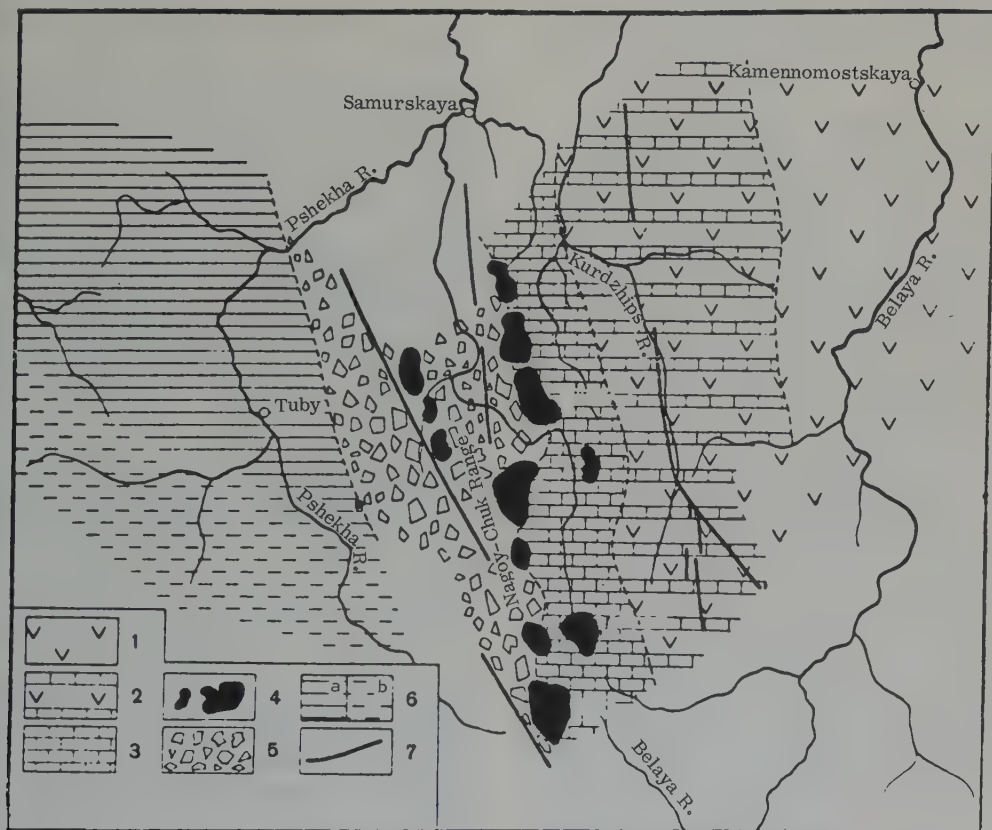 Kamennomostskaya
Samurskaya
Pshekha R.
Kurdzhips R.
Belaya R.
Tuby
Nagoy-Chuk Range
Pshekha R.
Belaya R.
1
2
3
4
5
a b 6
7